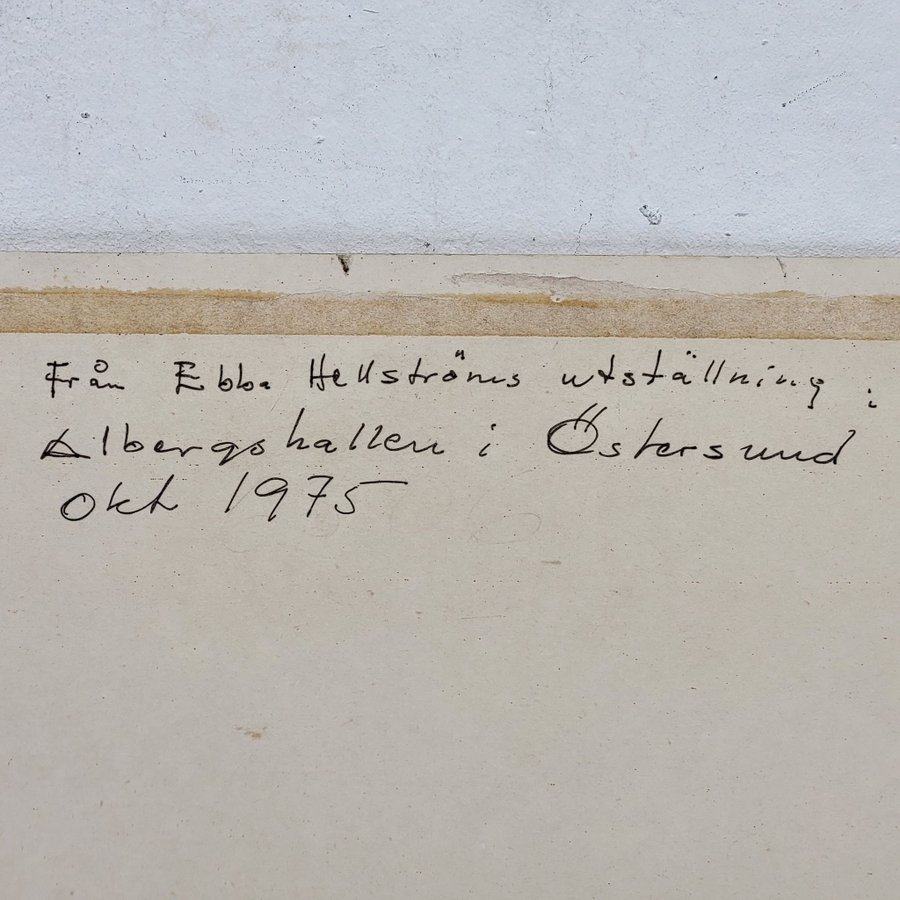 Från Ebba Hellströms utställning i
Albergshallen i Östersund
okt 1975